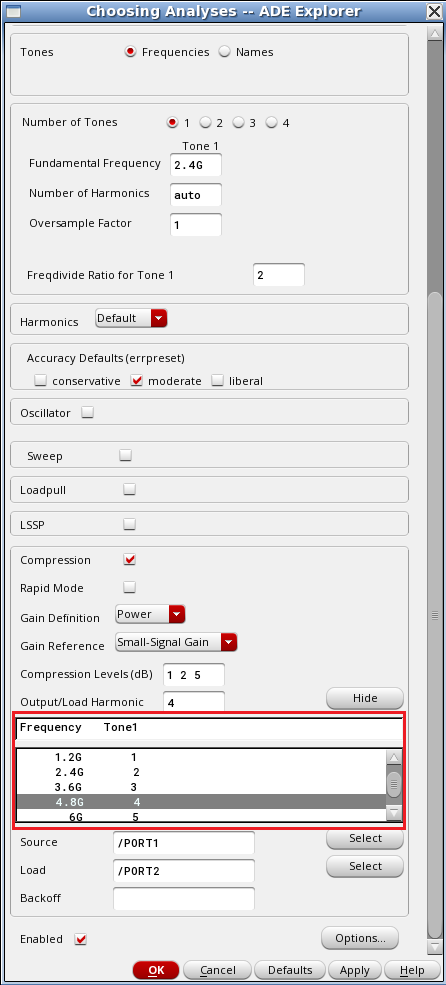 Choosing Analyses -- ADE Explorer
Tones Frequencies Names
Number of Tones 1 2 3 4
Tone 1
Fundamental Frequency 2.4G
Number of Harmonics auto
Oversample Factor 1
Freqdivide Ratio for Tone 1 2
Harmonics Default
Accuracy Defaults (errpreset)
conservative moderate liberal
Oscillator
Sweep
Loadpull
LSSP
Compression
Rapid Mode
Gain Definition Power
Gain Reference Small-Signal Gain
Compression Levels (dB) 1 2 5
Output/Load Harmonic 4 Hide
Frequency Tone1
1.2G 1
2.4G 2
3.6G 3
4.8G 4
6G 5
Source /PORT1 Select
Load /PORT2 Select
Backoff
Enabled Options...
OK Cancel Defaults Apply Help